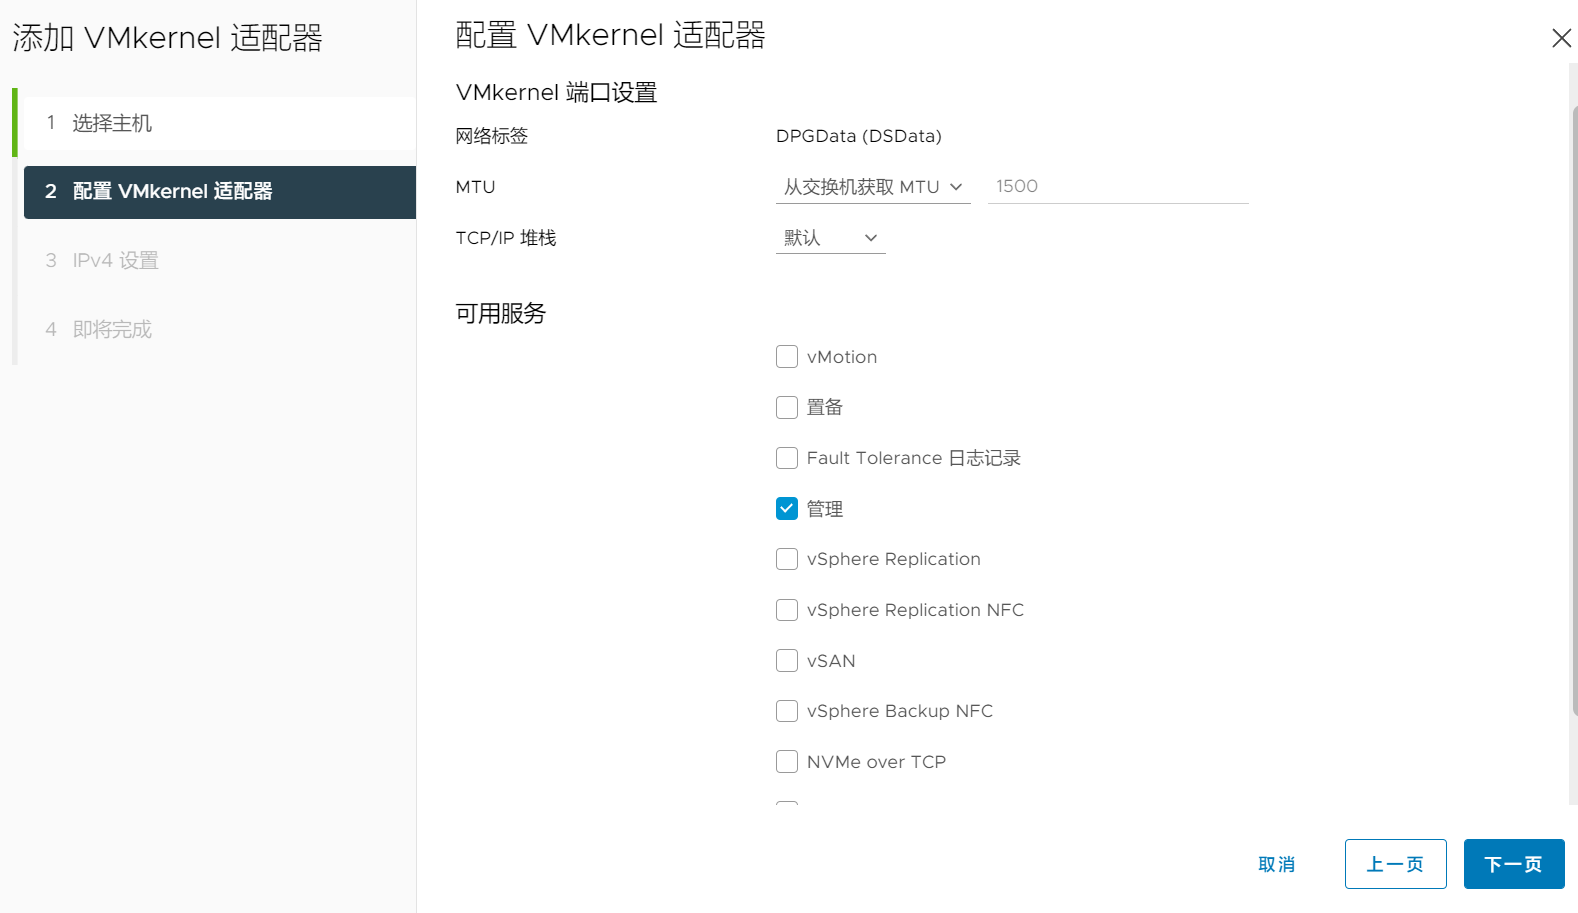 添加 VMkernel 适配器
1 选择主机
2 配置 VMkernel 适配器
3 IPv4 设置
4 即将完成
配置 VMkernel 适配器
VMkernel 端口设置
网络标签 DPGData (DSData)
MTU 从交换机获取 MTU 1500
TCP/IP 堆栈 默认
可用服务
vMotion
置备
Fault Tolerance 日志记录
管理
vSphere Replication
vSphere Replication NFC
vSAN
vSphere Backup NFC
NVMe over TCP
取消 上一页 下一页